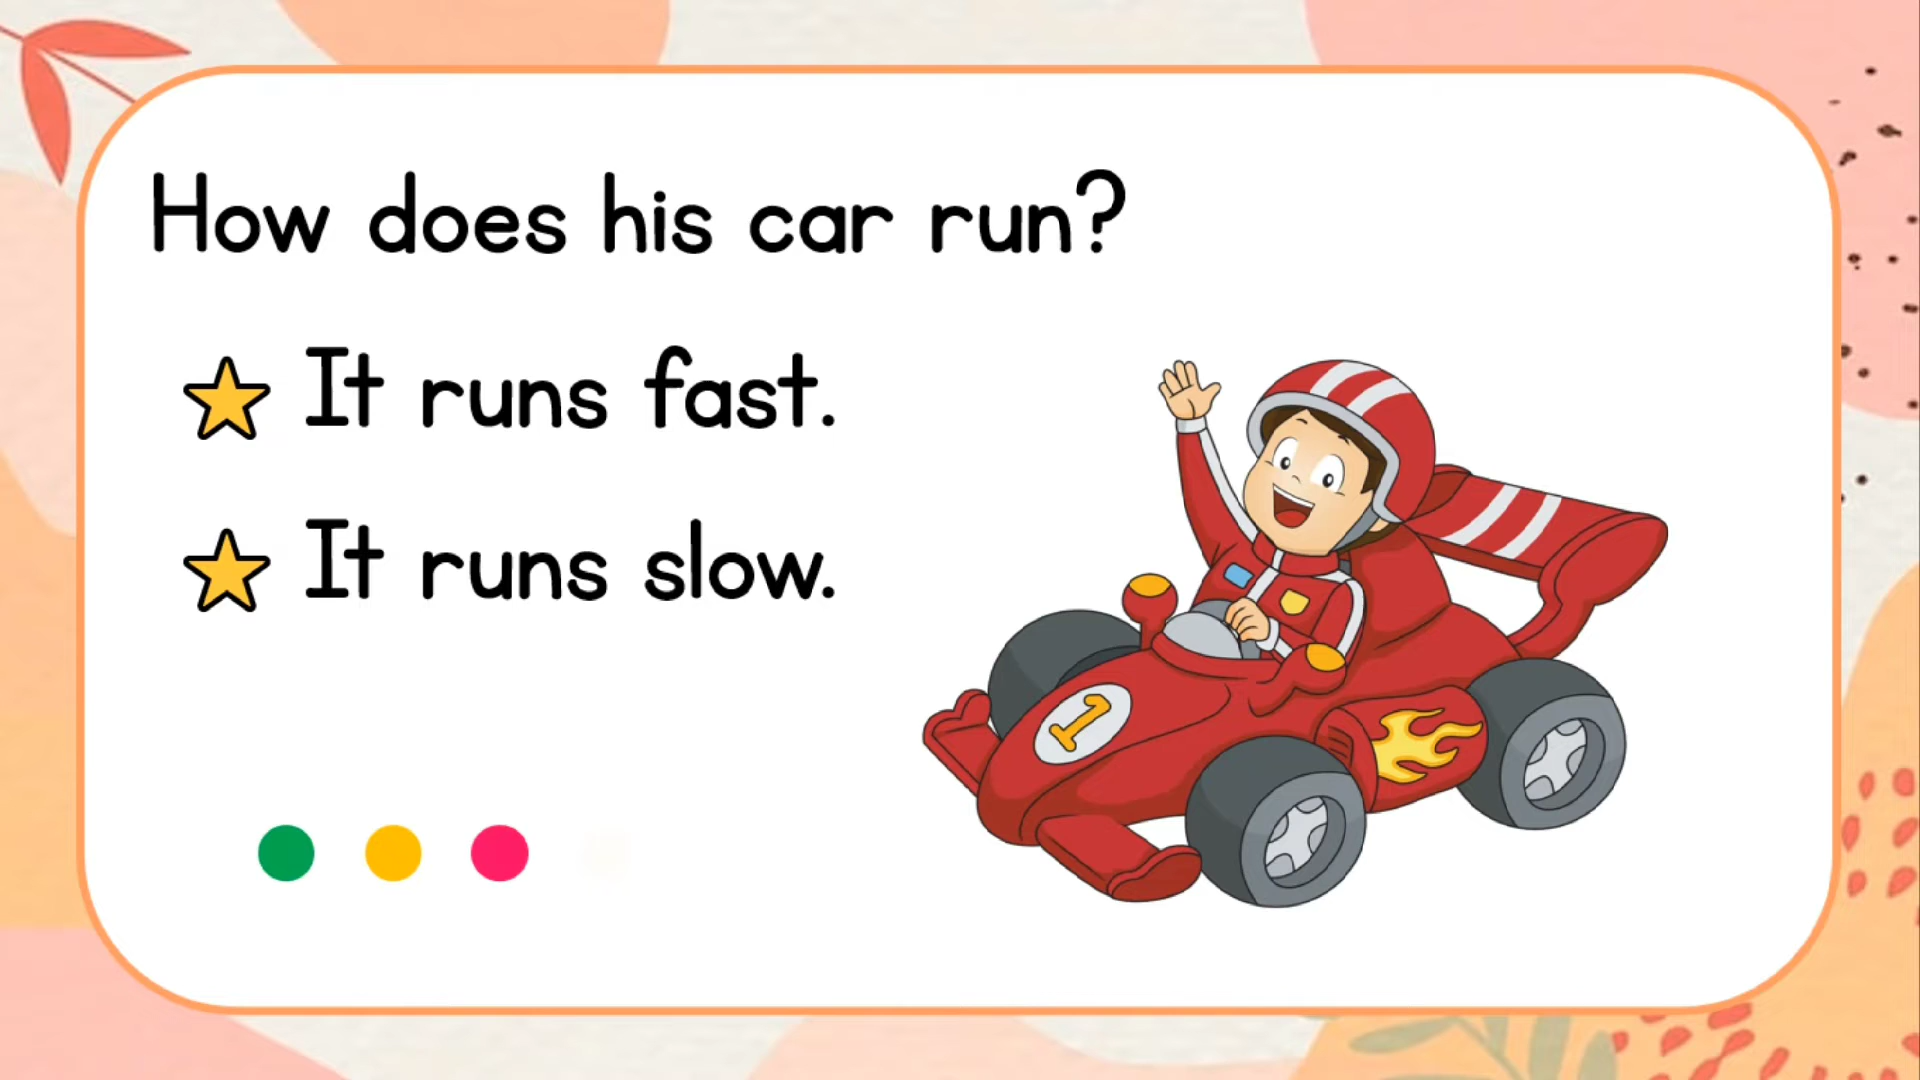 How does his car run?
It runs fast.
It runs slow.
1